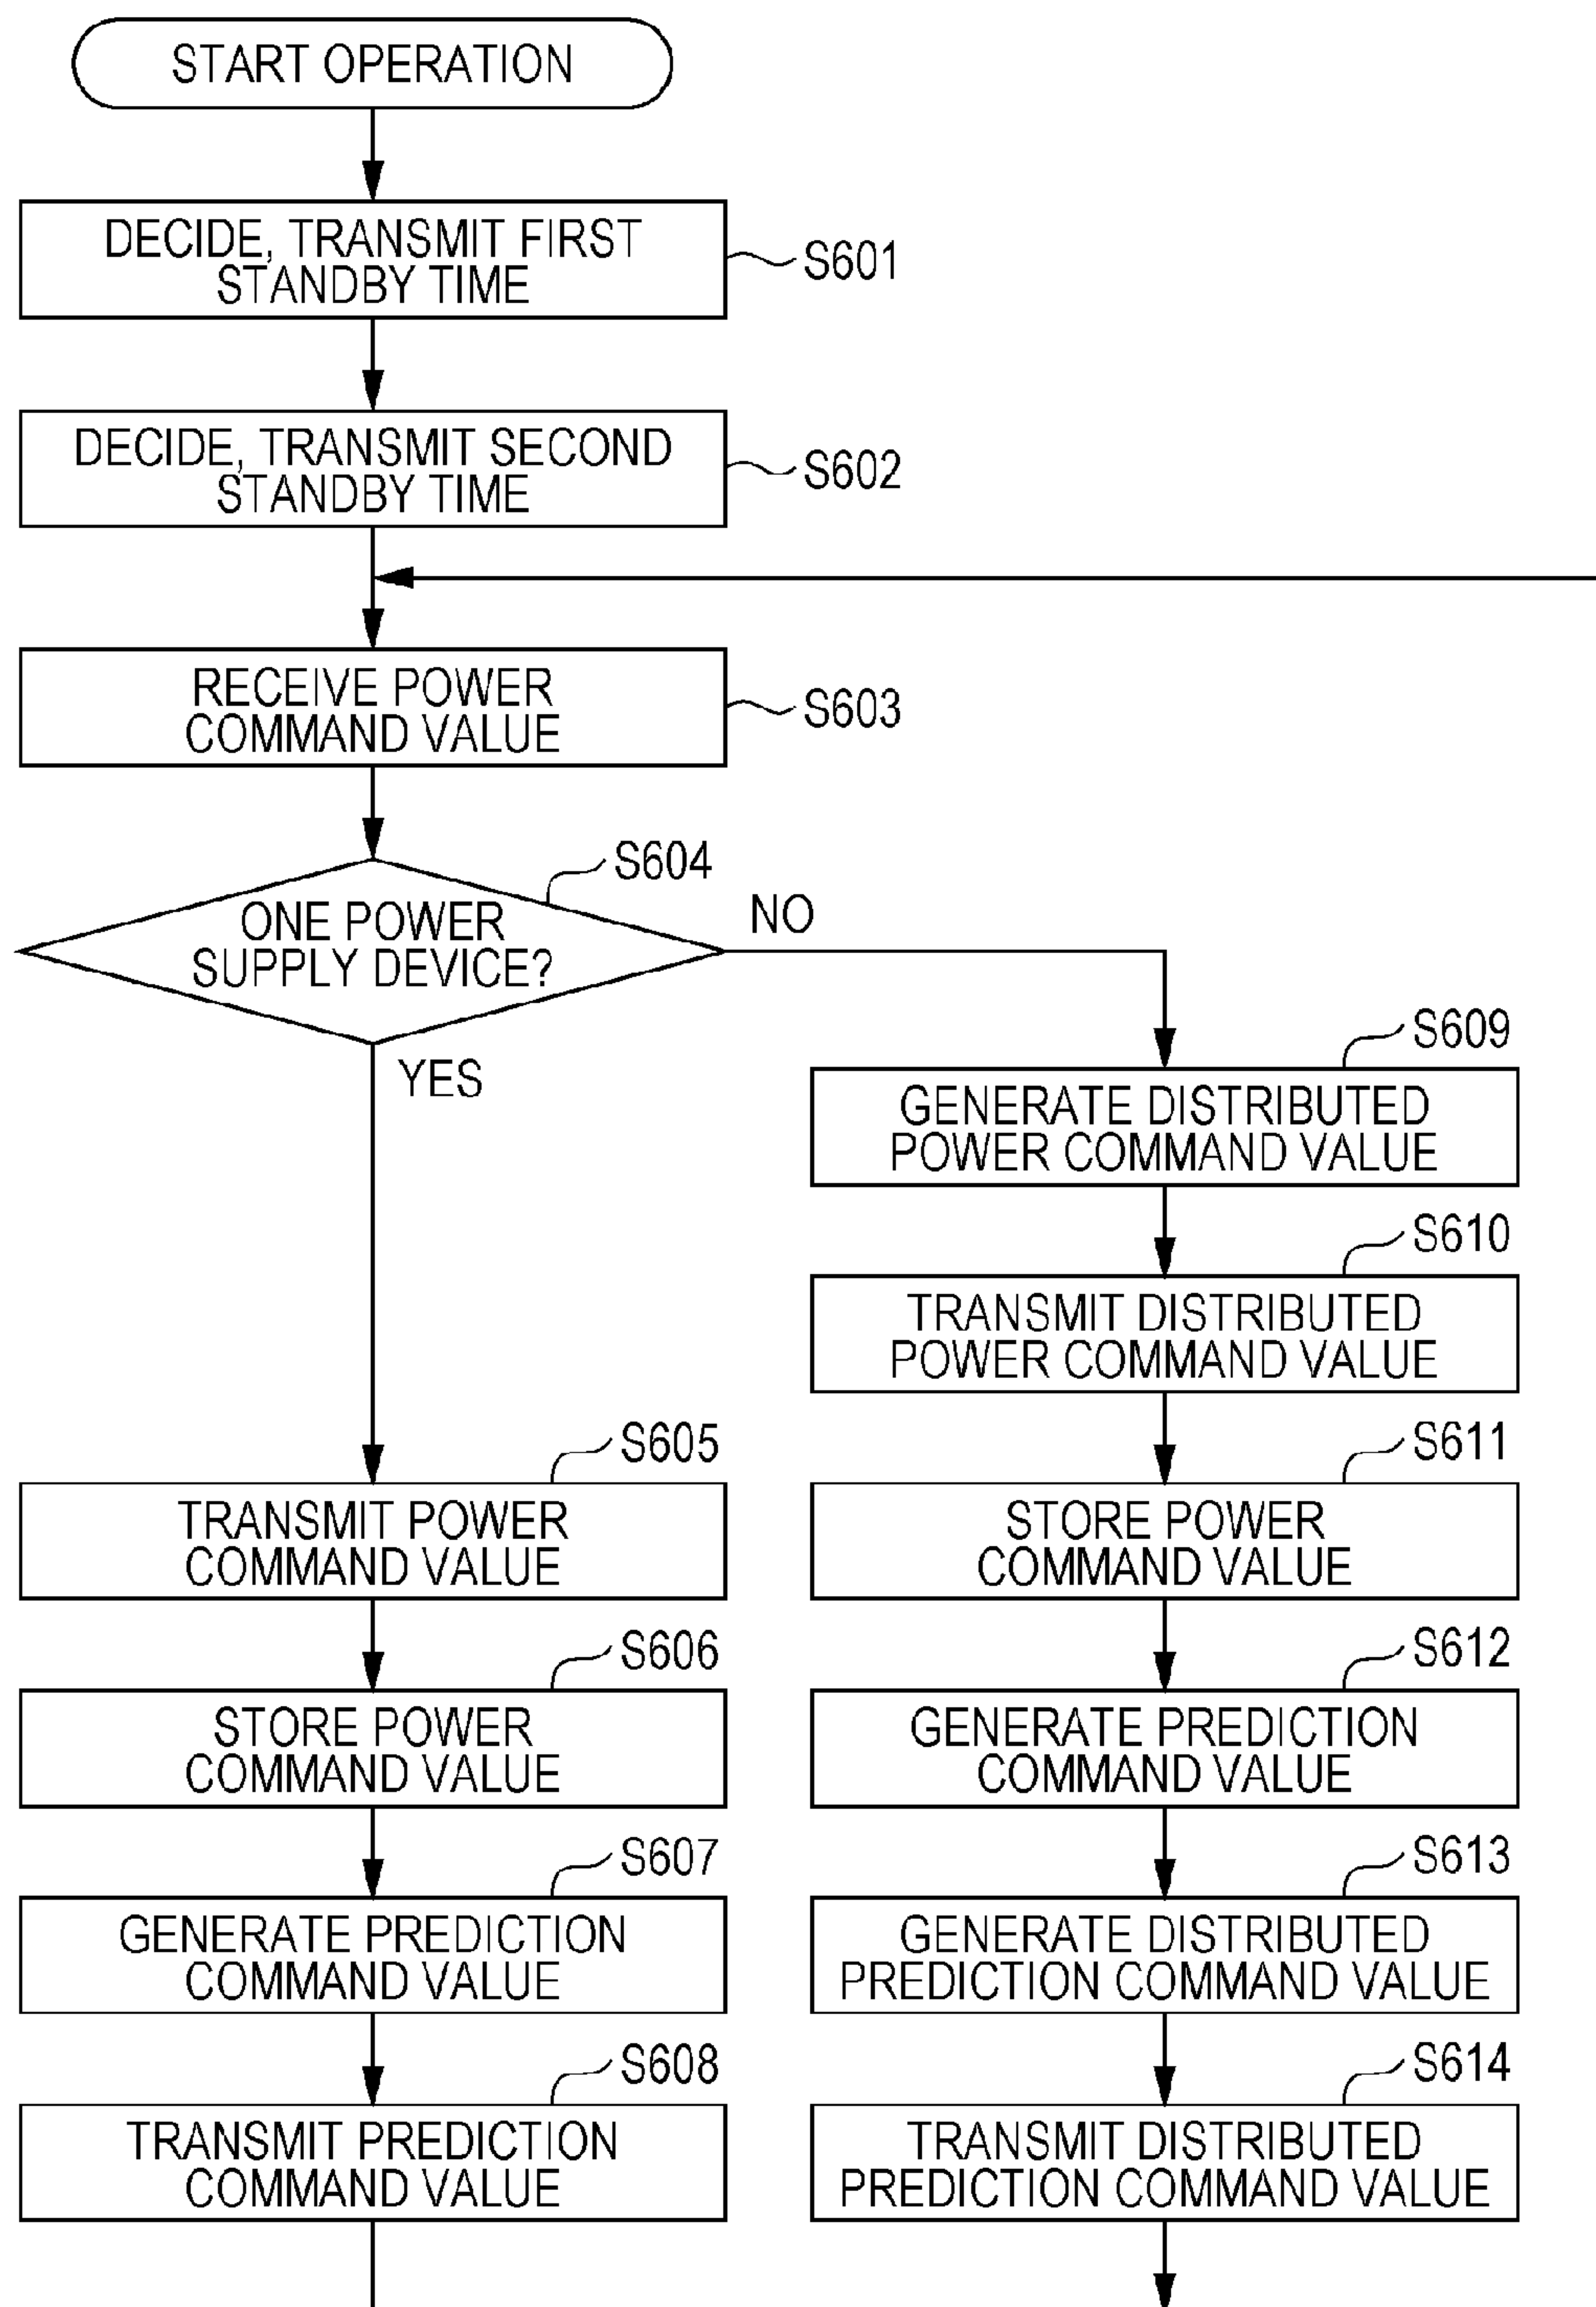 START OPERATION
DECIDE, TRANSMIT FIRST
STANDBY TIME
S601
DECIDE, TRANSMIT SECOND
STANDBY TIME
S602
RECEIVE POWER
COMMAND VALUE
S603
S604
ONE POWER
SUPPLY DEVICE?
NO
YES
S609
GENERATE DISTRIBUTED
POWER COMMAND VALUE
S610
TRANSMIT DISTRIBUTED
POWER COMMAND VALUE
S605
TRANSMIT POWER
COMMAND VALUE
S611
STORE POWER
COMMAND VALUE
S606
STORE POWER
COMMAND VALUE
S612
GENERATE PREDICTION
COMMAND VALUE
S607
GENERATE PREDICTION
COMMAND VALUE
S613
GENERATE DISTRIBUTED
PREDICTION COMMAND VALUE
S608
TRANSMIT PREDICTION
COMMAND VALUE
S614
TRANSMIT DISTRIBUTED
PREDICTION COMMAND VALUE